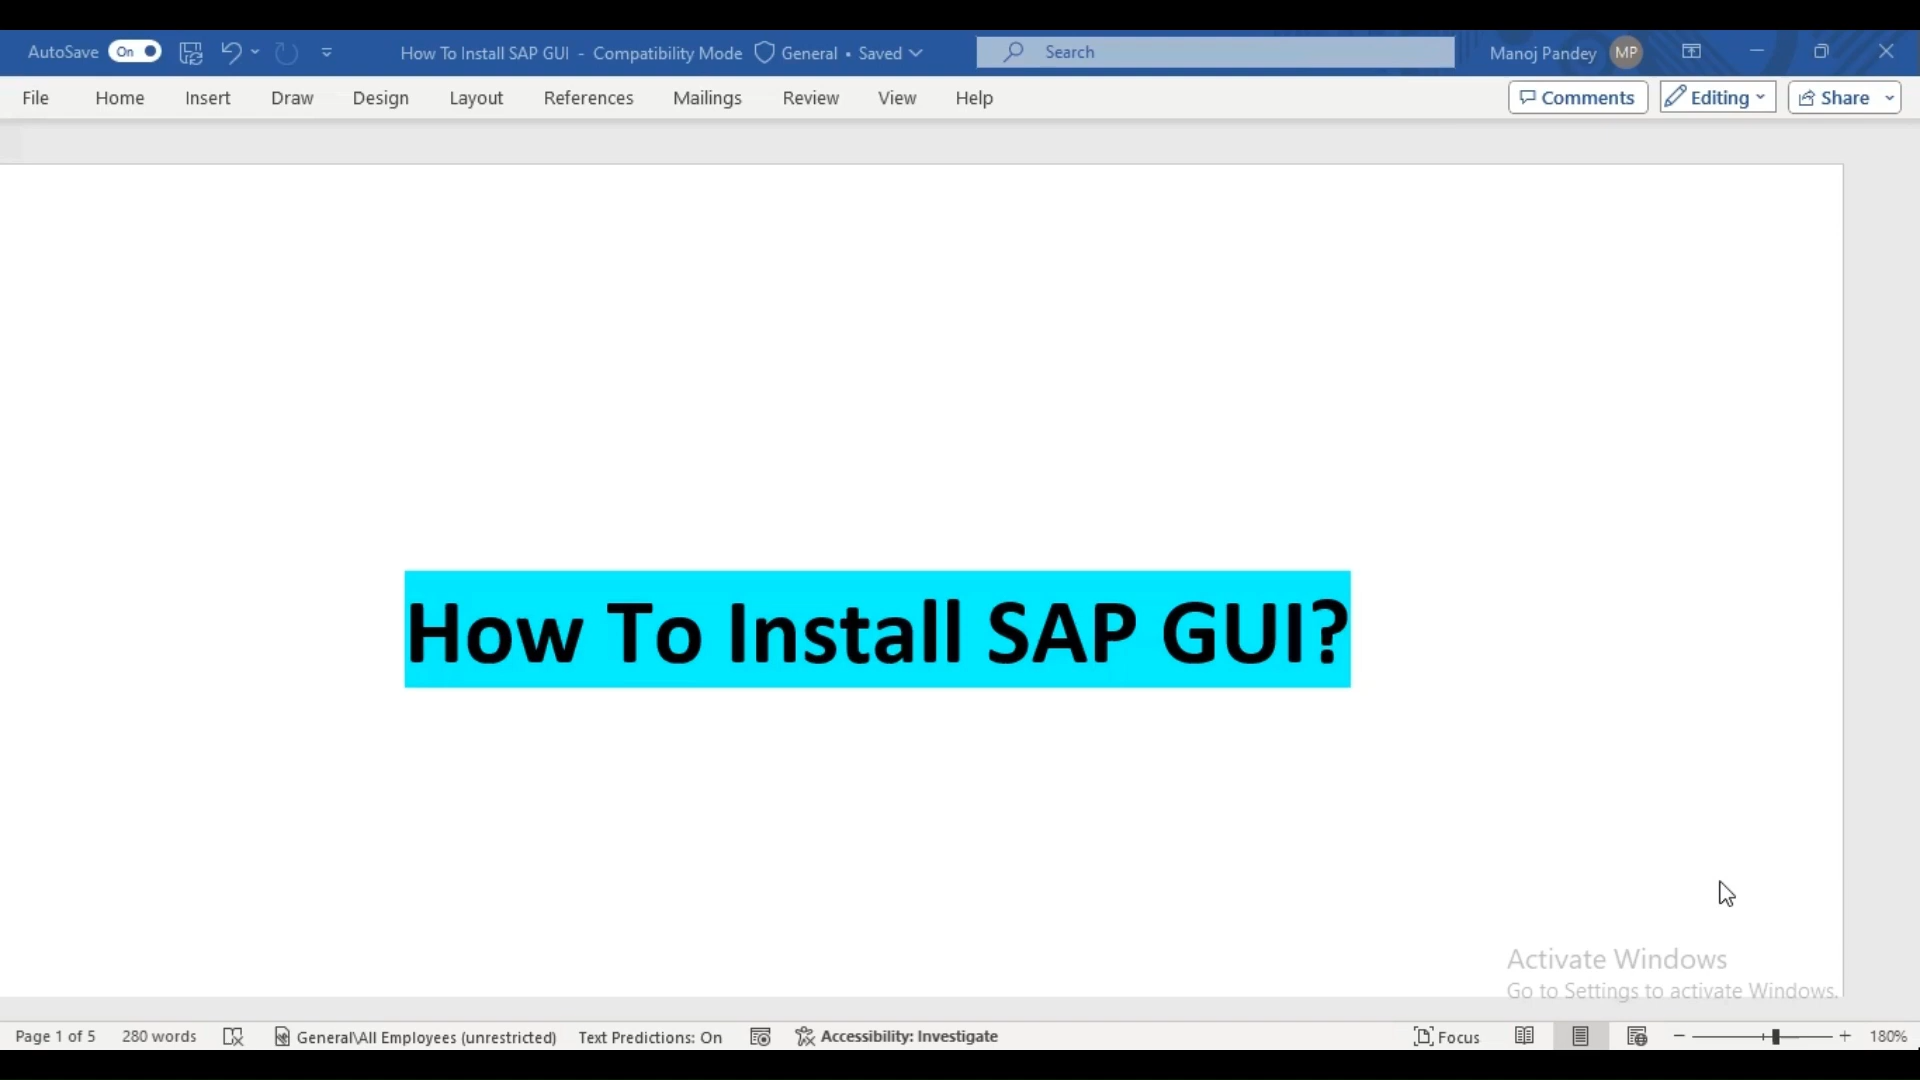 AutoSave On How To Install SAP GUI - Compatibility Mode General • Saved Search Manoj Pandey MP
File Home Insert Draw Design Layout References Mailings Review View Help Comments Editing Share
How To Install SAP GUI?
Activate Windows
Go to Settings to activate Windows.
Page 1 of 5 280 words General\All Employees (unrestricted) Text Predictions: On Accessibility: Investigate Focus 180%